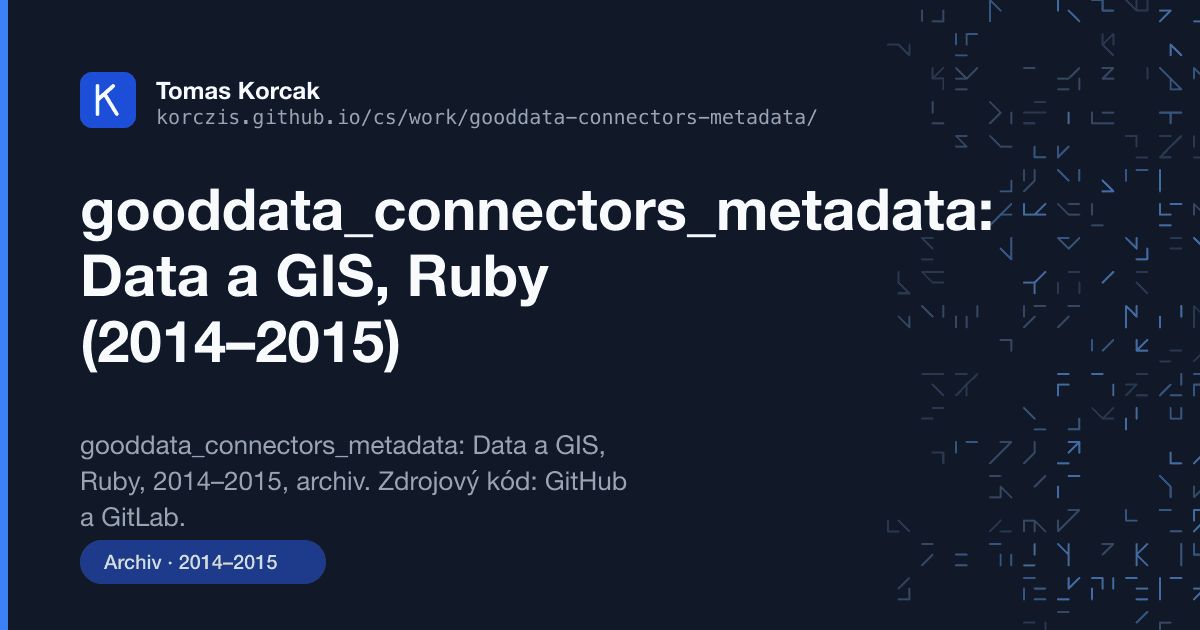 K
Tomas Korcak
korczis.github.io/cs/work/gooddata-connectors-metadata/
gooddata_connectors_metadata:
Data a GIS, Ruby
(2014–2015)
gooddata_connectors_metadata: Data a GIS,
Ruby, 2014–2015, archiv. Zdrojový kód: GitHub
a GitLab.
Archiv · 2014–2015